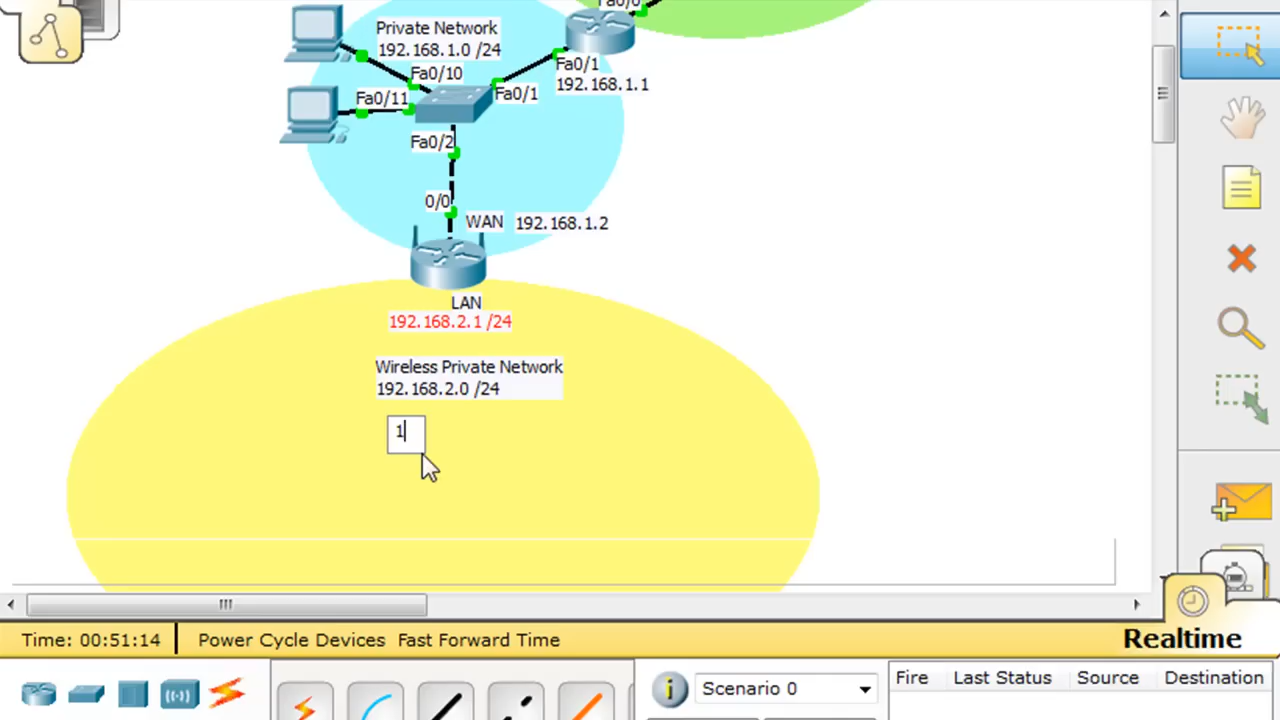 Fa0/0
Private Network
192.168.1.0 /24
Fa0/10
Fa0/1
192.168.1.1
Fa0/11
Fa0/1
Fa0/2
0/0
WAN
192.168.1.2
LAN
192.168.2.1 /24
Wireless Private Network
192.168.2.0 /24
1
Time: 00:51:14
Power Cycle Devices Fast Forward Time
Realtime
Scenario 0
Fire
Last Status
Source
Destination